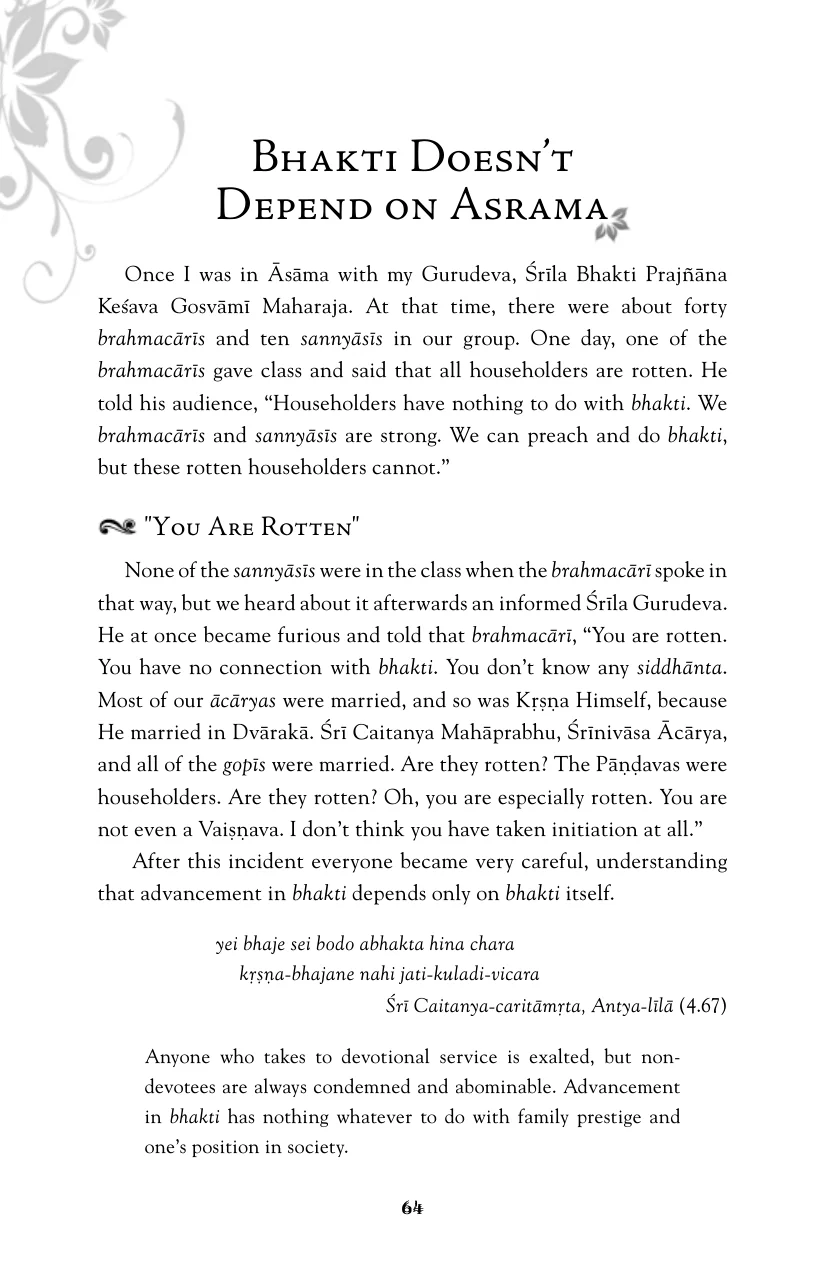 Bhakti Doesn't
Depend on Asrama
Once I was in Āsāma with my Gurudeva, Śrīla Bhakti Prajñāna
Keśava Gosvāmī Maharaja. At that time, there were about forty
brahmacārīs and ten sannyāsīs in our group. One day, one of the
brahmacārīs gave class and said that all householders are rotten. He
told his audience, “Householders have nothing to do with bhakti. We
brahmacārīs and sannyāsīs are strong. We can preach and do bhakti,
but these rotten householders cannot.”
"You Are Rotten"
None of the sannyāsīs were in the class when the brahmacārī spoke in
that way, but we heard about it afterwards an informed Śrīla Gurudeva.
He at once became furious and told that brahmacārī, “You are rotten.
You have no connection with bhakti. You don’t know any siddhānta.
Most of our ācāryas were married, and so was Kṛṣṇa Himself, because
He married in Dvārakā. Śrī Caitanya Mahāprabhu, Śrīnivāsa Ācārya,
and all of the gopīs were married. Are they rotten? The Pāṇḍavas were
householders. Are they rotten? Oh, you are especially rotten. You are
not even a Vaiṣṇava. I don’t think you have taken initiation at all.”
After this incident everyone became very careful, understanding
that advancement in bhakti depends only on bhakti itself.
yei bhaje sei bodo abhakta hina chara
kṛṣṇa-bhajane nahi jati-kuladi-vicara
Śrī Caitanya-caritāmṛta, Antya-līlā (4.67)
Anyone who takes to devotional service is exalted, but non-
devotees are always condemned and abominable. Advancement
in bhakti has nothing whatever to do with family prestige and
one’s position in society.
64